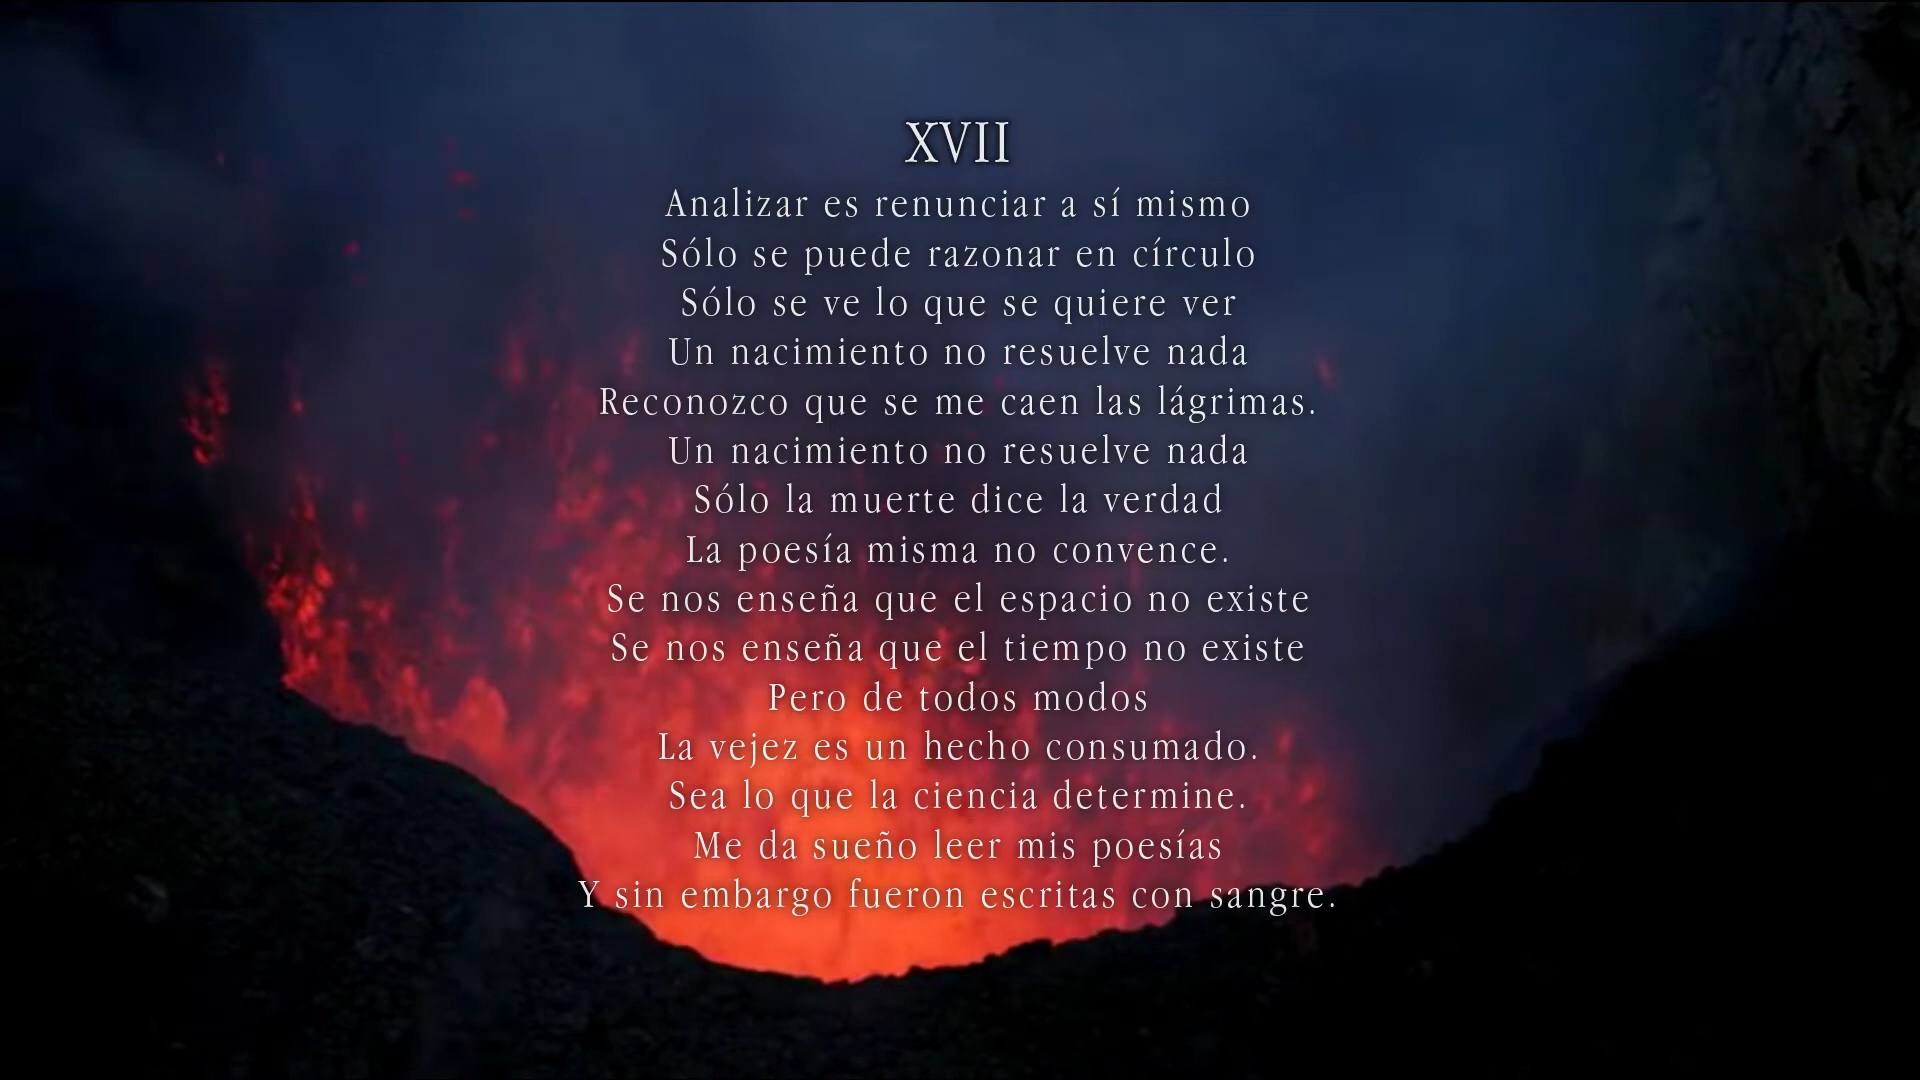 XVII
Analizar es renunciar a sí mismo
Sólo se puede razonar en círculo
Sólo se ve lo que se quiere ver
Un nacimiento no resuelve nada
Reconozco que se me caen las lágrimas.
Un nacimiento no resuelve nada
Sólo la muerte dice la verdad
La poesía misma no convence.
Se nos enseña que el espacio no existe
Se nos enseña que el tiempo no existe
Pero de todos modos
La vejez es un hecho consumado.
Sea lo que la ciencia determine.
Me da sueño leer mis poesías
Y sin embargo fueron escritas con sangre.